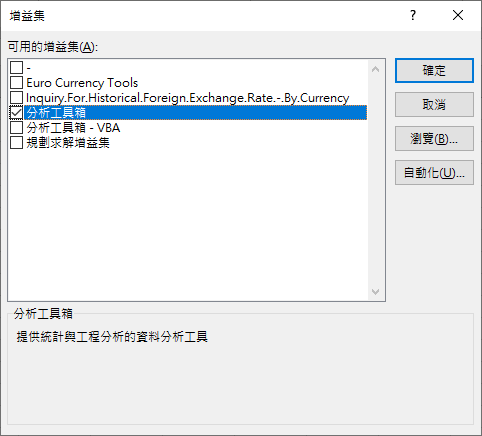 增益集
?
可用的增益集(A):
-
Euro Currency Tools
Inquiry.For.Historical.Foreign.Exchange.Rate.-.By.Currency
分析工具箱
分析工具箱 - VBA
規劃求解增益集
確定
取消
瀏覽(B)...
自動化(U)...
分析工具箱
提供統計與工程分析的資料分析工具